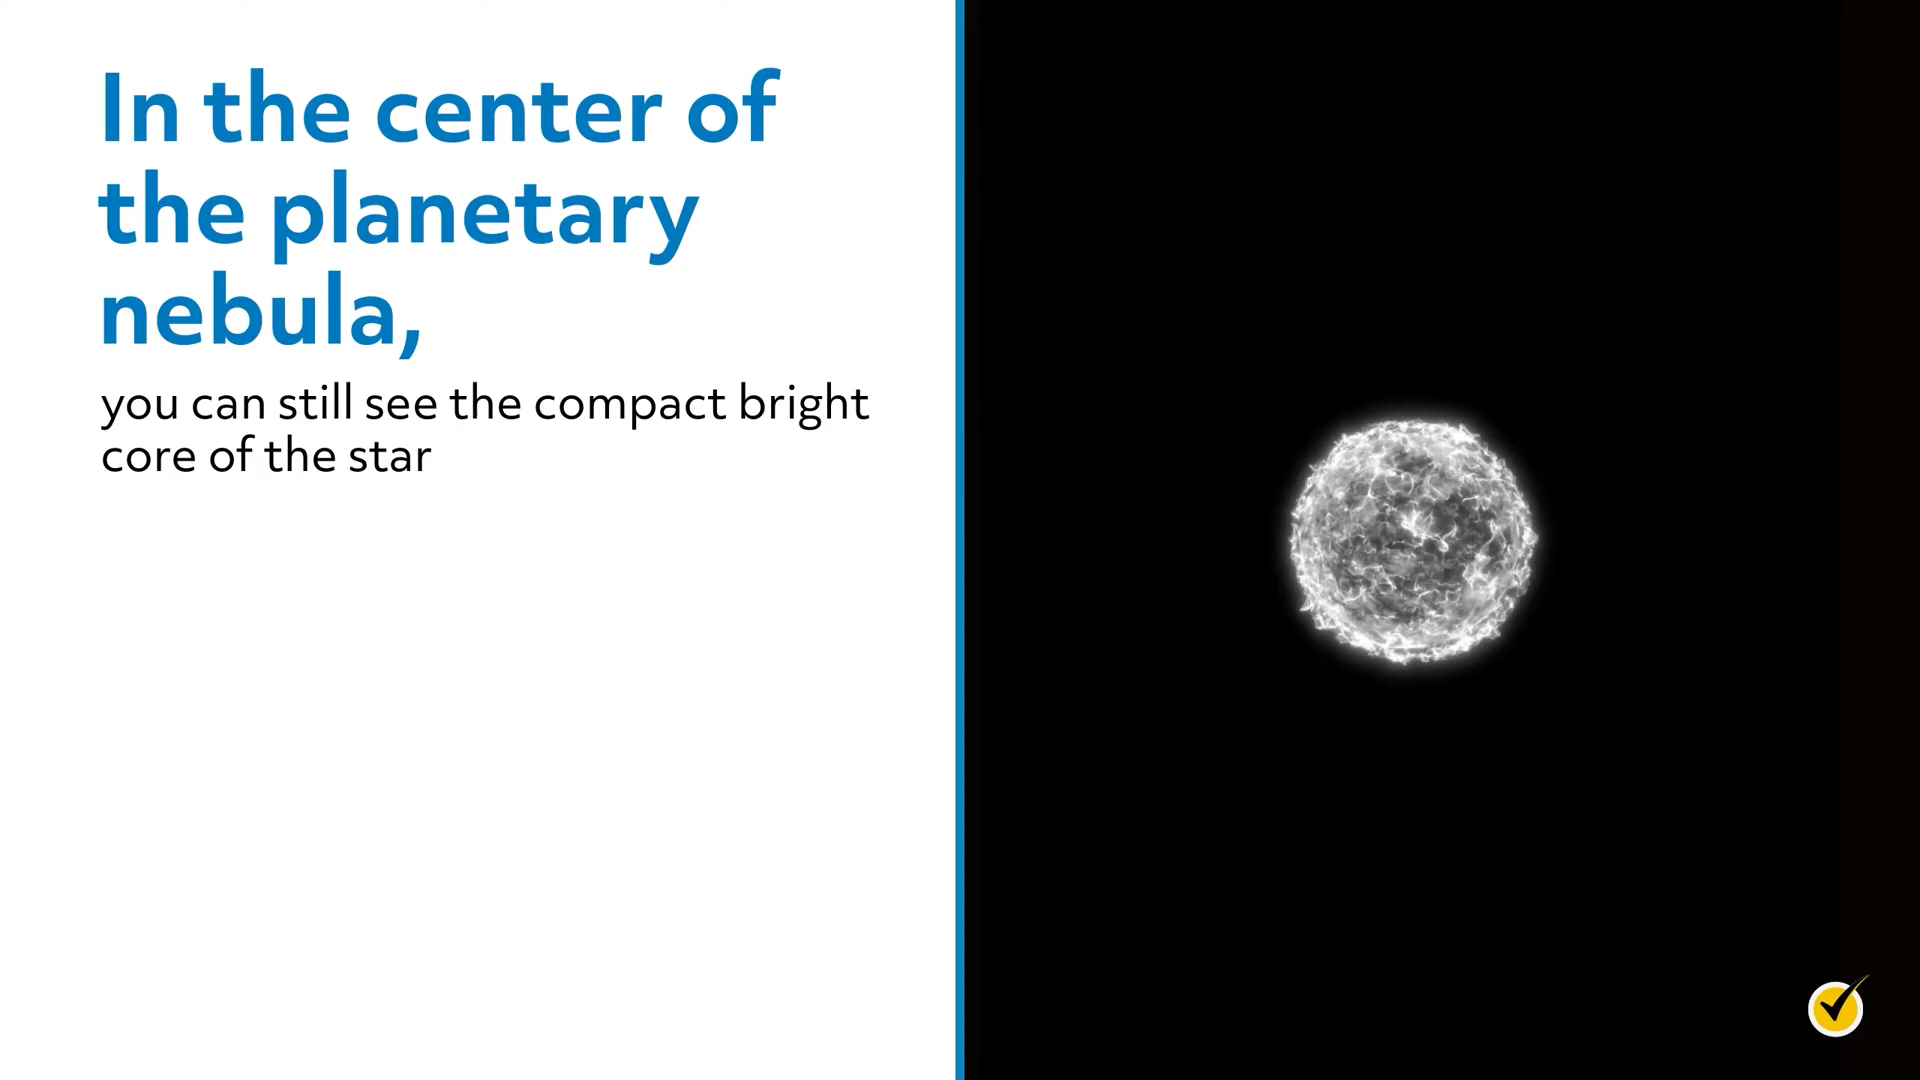 In the center of
the planetary
nebula,
you can still see the compact bright
core of the star